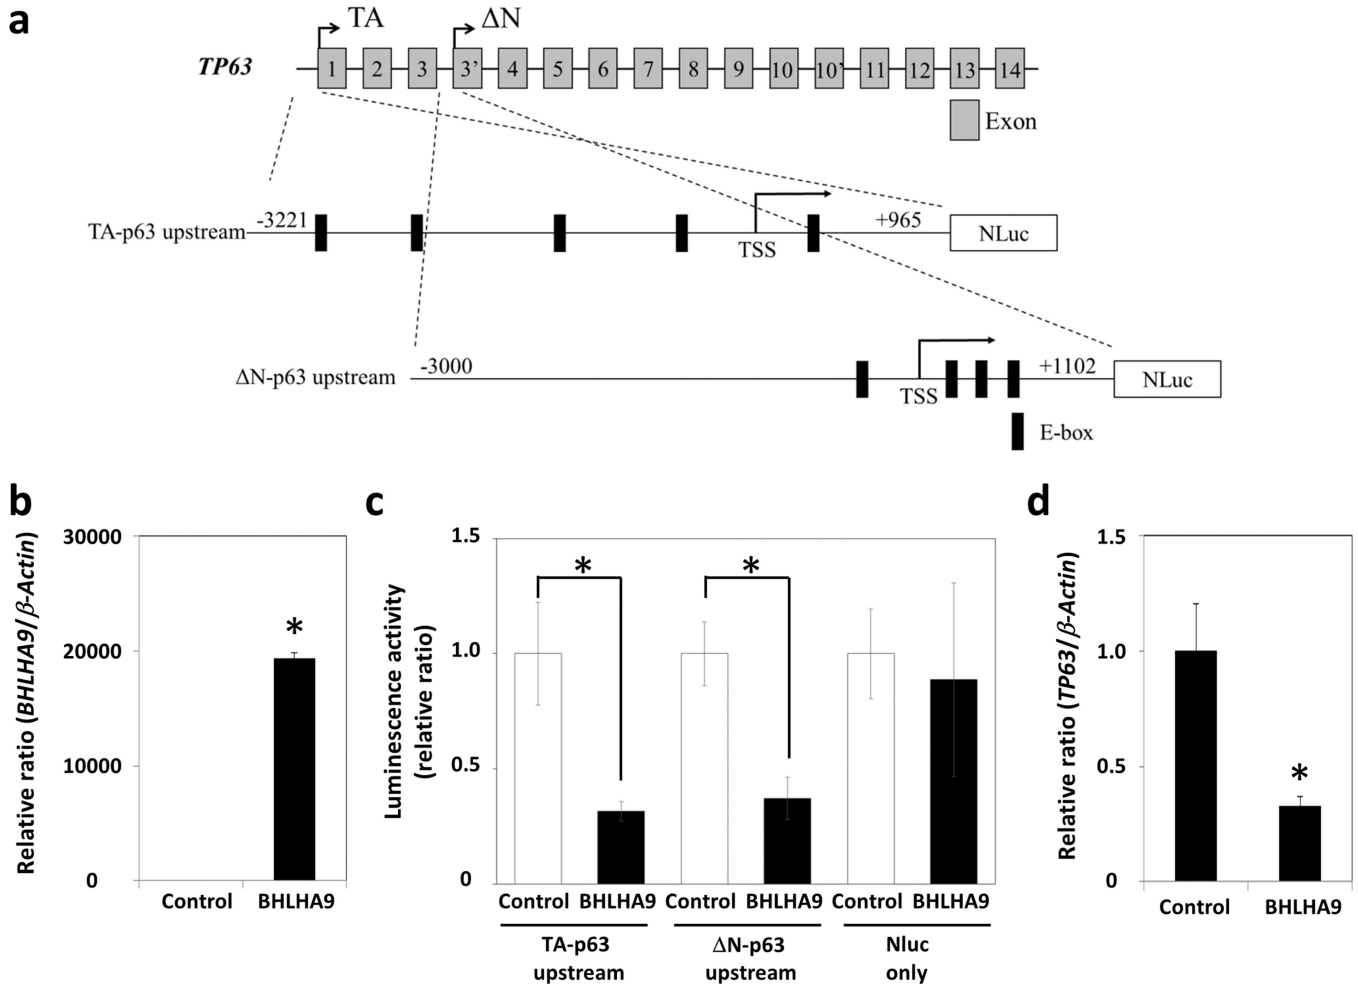 a
TA
ΔN
TP63
1 2 3 3' 4 5 6 7 8 9 10 10' 11 12 13 14
Exon
TA-p63 upstream
-3221
TSS
+965
NLuc
ΔN-p63 upstream
-3000
TSS
+1102
NLuc
E-box
b
Relative ratio (BHLHA9/β-Actin)
30000
20000
10000
0
*
Control BHLHA9
c
Luminescence activity
(relative ratio)
1.5
1.0
0.5
0
*
*
Control BHLHA9 Control BHLHA9 Control BHLHA9
TA-p63
upstream
ΔN-p63
upstream
Nluc
only
d
Relative ratio (TP63/β-Actin)
1.5
1.0
0.5
0
*
Control BHLHA9